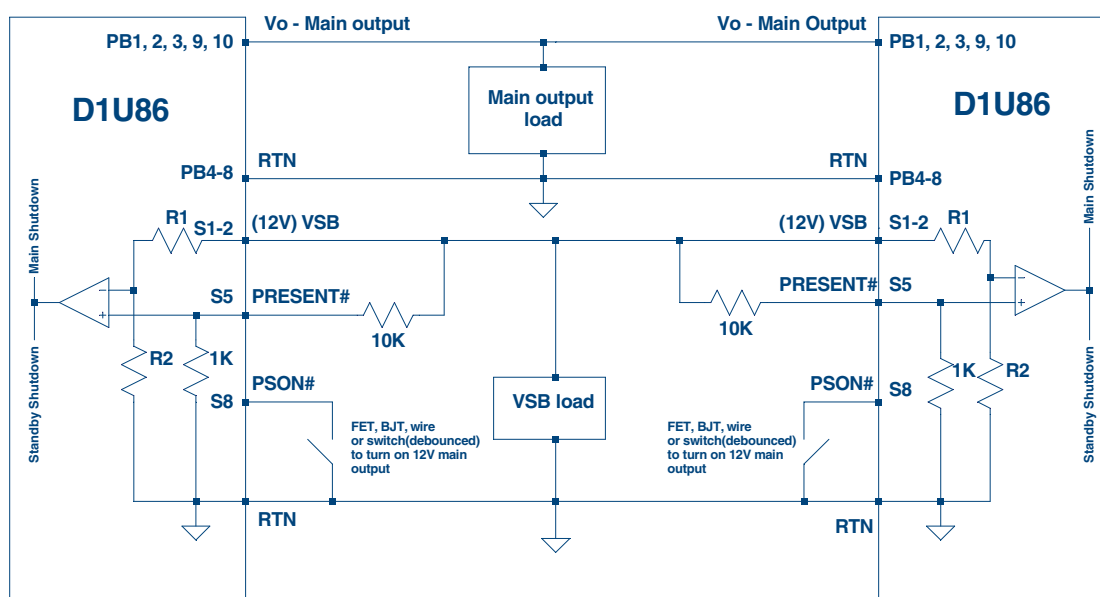 Vo - Main output
Vo - Main Output
PB1, 2, 3, 9, 10
PB1, 2, 3, 9, 10
D1U86
Main output
load
D1U86
RTN
RTN
PB4-8
PB4-8
R1
S1-2
(12V) VSB
(12V) VSB
S1-2
R1
Main Shutdown
Main Shutdown
S5
PRESENT#
PRESENT#
S5
10K
10K
R2
1K
1K
R2
S8
PSON#
PSON#
S8
VSB load
Standby Shutdown
Standby Shutdown
FET, BJT, wire
or switch(debounced)
to turn on 12V main
output
FET, BJT, wire
or switch(debounced)
to turn on 12V main
output
RTN
RTN